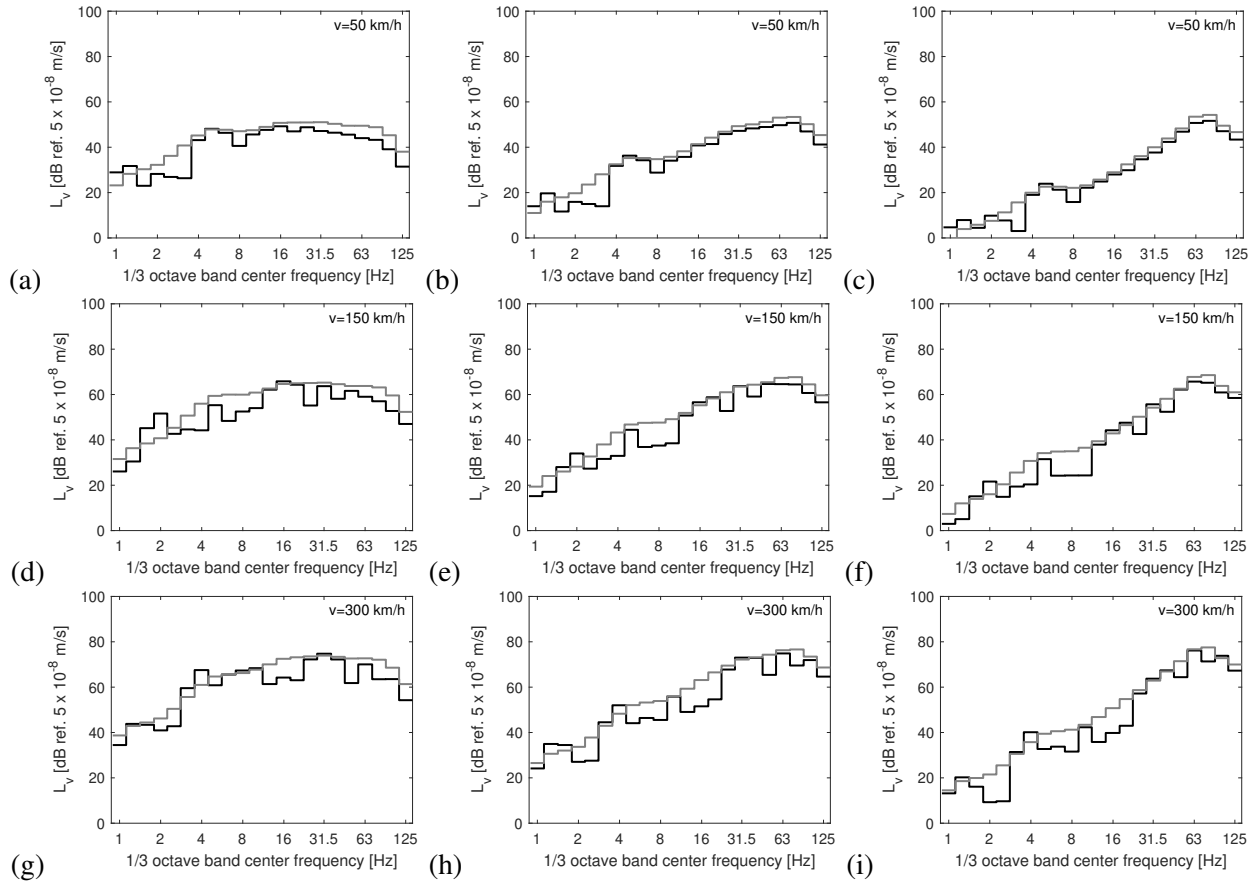 v=50 km/h
L_v [dB ref. 5 x 10^-8 m/s]
100
80
60
40
20
0
1 2 4 8 16 31.5 63 125
1/3 octave band center frequency [Hz]
(a)
v=50 km/h
L_v [dB ref. 5 x 10^-8 m/s]
100
80
60
40
20
0
1 2 4 8 16 31.5 63 125
1/3 octave band center frequency [Hz]
(b)
v=50 km/h
L_v [dB ref. 5 x 10^-8 m/s]
100
80
60
40
20
0
1 2 4 8 16 31.5 63 125
1/3 octave band center frequency [Hz]
(c)
v=150 km/h
L_v [dB ref. 5 x 10^-8 m/s]
100
80
60
40
20
0
1 2 4 8 16 31.5 63 125
1/3 octave band center frequency [Hz]
(d)
v=150 km/h
L_v [dB ref. 5 x 10^-8 m/s]
100
80
60
40
20
0
1 2 4 8 16 31.5 63 125
1/3 octave band center frequency [Hz]
(e)
v=150 km/h
L_v [dB ref. 5 x 10^-8 m/s]
100
80
60
40
20
0
1 2 4 8 16 31.5 63 125
1/3 octave band center frequency [Hz]
(f)
v=300 km/h
L_v [dB ref. 5 x 10^-8 m/s]
100
80
60
40
20
0
1 2 4 8 16 31.5 63 125
1/3 octave band center frequency [Hz]
(g)
v=300 km/h
L_v [dB ref. 5 x 10^-8 m/s]
100
80
60
40
20
0
1 2 4 8 16 31.5 63 125
1/3 octave band center frequency [Hz]
(h)
v=300 km/h
L_v [dB ref. 5 x 10^-8 m/s]
100
80
60
40
20
0
1 2 4 8 16 31.5 63 125
1/3 octave band center frequency [Hz]
(i)